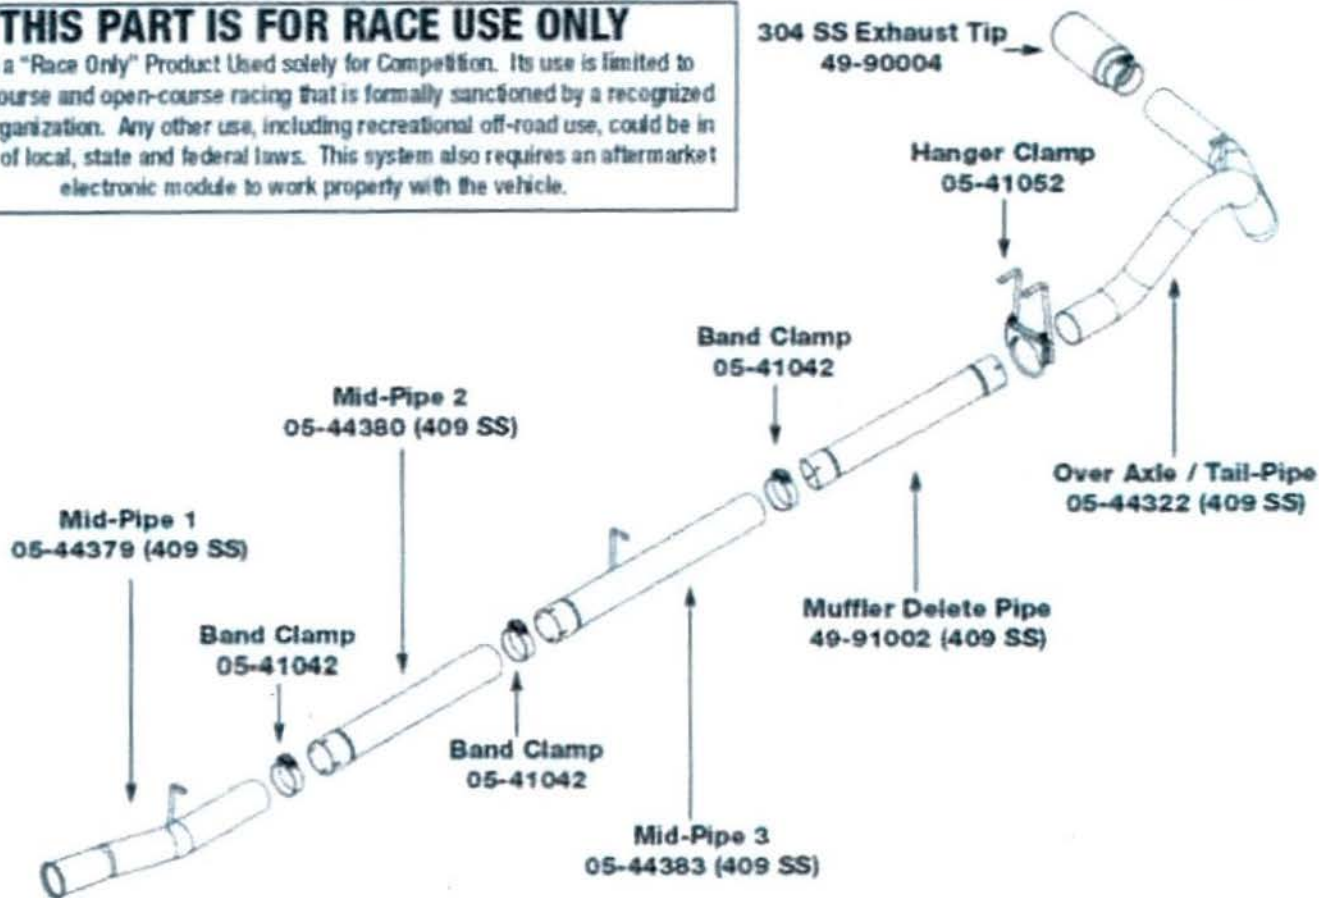 THIS PART IS FOR RACE USE ONLY
a "Race Only" Product Used solely for Competition. Its use is limited to
ourse and open-course racing that is formally sanctioned by a recognized
ganization. Any other use, including recreational off-road use, could be in
of local, state and federal laws. This system also requires an aftermarket
electronic module to work properly with the vehicle.
304 SS Exhaust Tip
49-90004
Hanger Clamp
05-41052
Band Clamp
05-41042
Mid-Pipe 2
05-44380 (409 SS)
Over Axle / Tail-Pipe
05-44322 (409 SS)
Mid-Pipe 1
05-44379 (409 SS)
Muffler Delete Pipe
49-91002 (409 SS)
Band Clamp
05-41042
Band Clamp
05-41042
Mid-Pipe 3
05-44383 (409 SS)